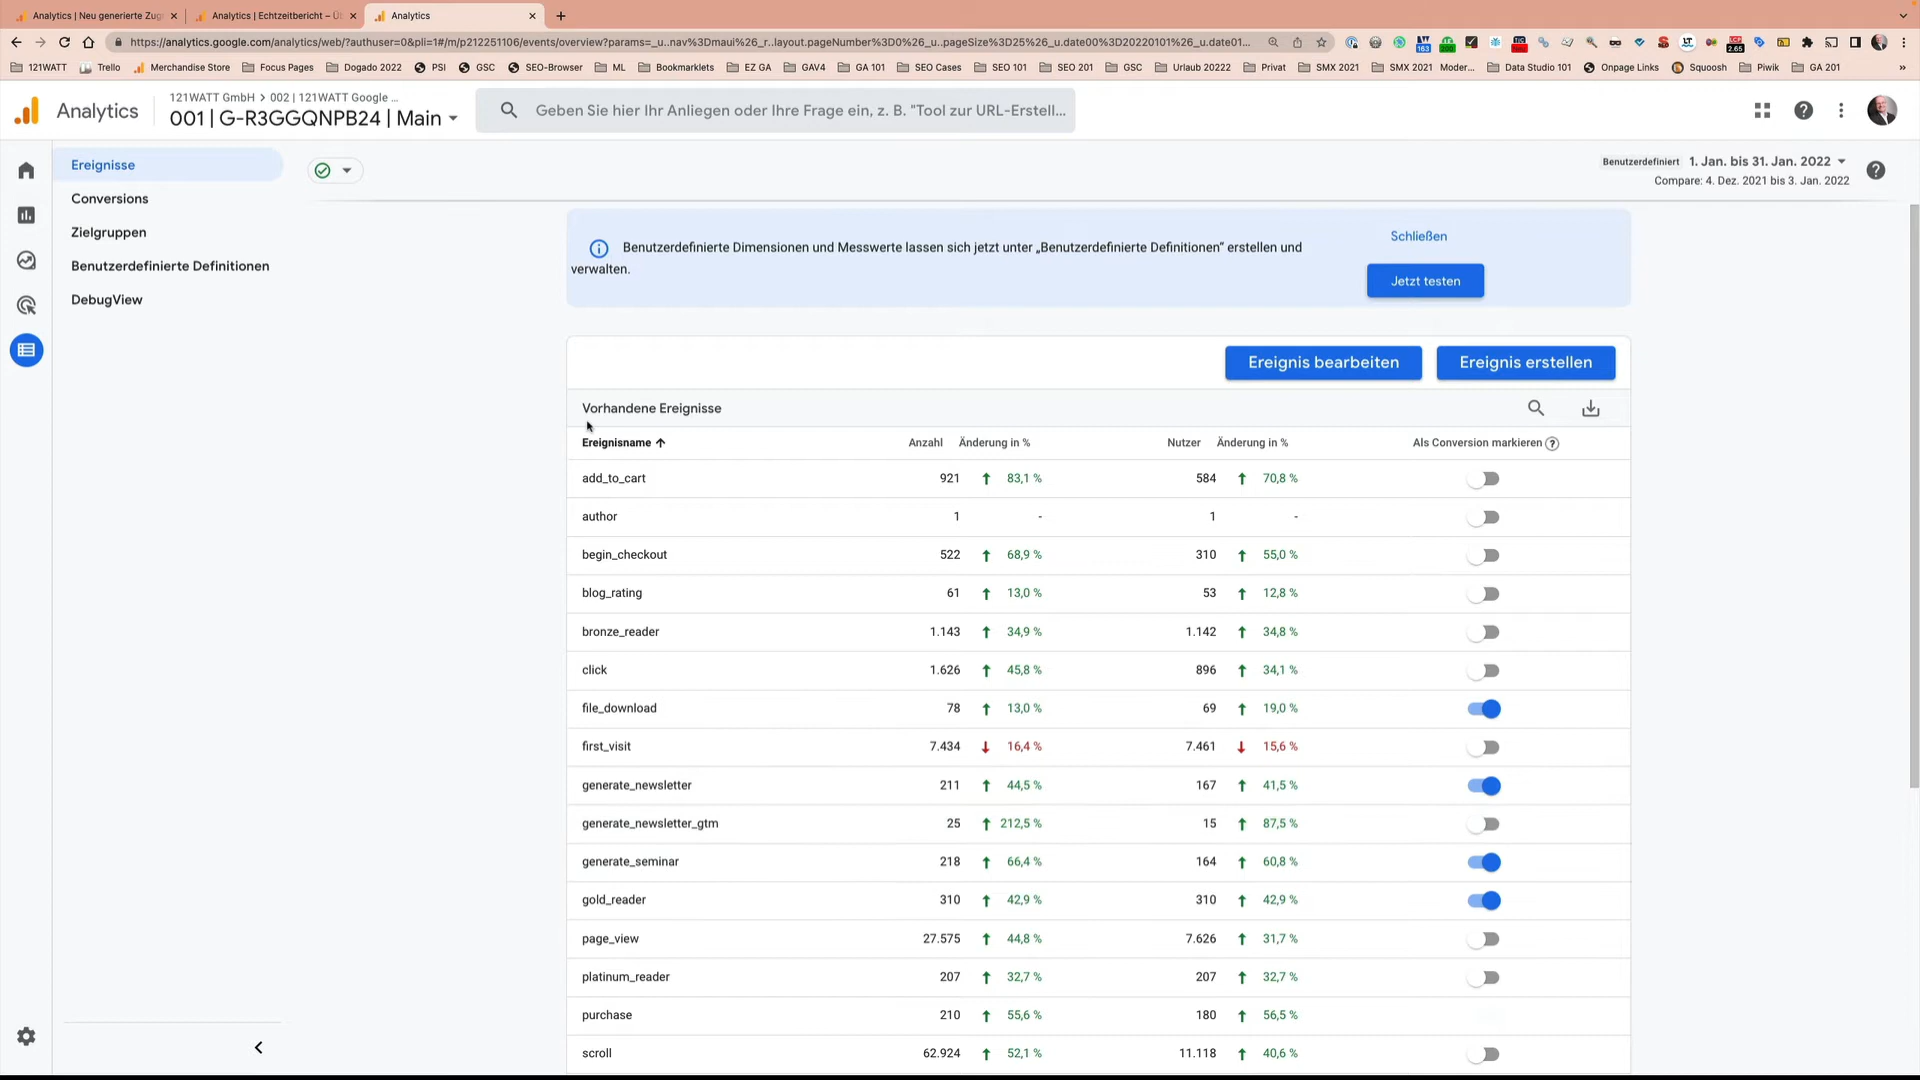 Analytics | Neu generierte Zug
Analytics | Echtzeitbericht – Üb
Analytics
https://analytics.google.com/analytics/web/?authuser=0&pli=1#/m/p212251106/events/overview?params=_u..nav%3Dmaui%26_r..layout.pageNumber%3D0%26_u..pageSize%3D25%26_u.date00%3D20220101%26_u.date01...
121WATT
Trello
Merchandise Store
Focus Pages
Dogado 2022
PSI
GSC
SEO-Browser
ML
Bookmarklets
EZ GA
GAV4
GA 101
SEO Cases
SEO 101
SEO 201
GSC
Urlaub 20222
Privat
SMX 2021
SMX 2021 Moder...
Data Studio 101
Onpage Links
Squoosh
Piwik
GA 201
»
Analytics
121WATT GmbH > 002 | 121WATT Google ...
001 | G-R3GGQNPB24 | Main
Geben Sie hier Ihr Anliegen oder Ihre Frage ein, z. B. "Tool zur URL-Erstell...
Ereignisse
Conversions
Zielgruppen
Benutzerdefinierte Definitionen
DebugView
Benutzerdefiniert 1. Jan. bis 31. Jan. 2022
Compare: 4. Dez. 2021 bis 3. Jan. 2022
Benutzerdefinierte Dimensionen und Messwerte lassen sich jetzt unter „Benutzerdefinierte Definitionen“ erstellen und
verwalten.
Schließen
Jetzt testen
Ereignis bearbeiten
Ereignis erstellen
Vorhandene Ereignisse
Ereignisname ↑ Anzahl Änderung in % Nutzer Änderung in % Als Conversion markieren
add_to_cart 921 ↑ 83,1 % 584 ↑ 70,8 %
author 1 - 1 -
begin_checkout 522 ↑ 68,9 % 310 ↑ 55,0 %
blog_rating 61 ↑ 13,0 % 53 ↑ 12,8 %
bronze_reader 1.143 ↑ 34,9 % 1.142 ↑ 34,8 %
click 1.626 ↑ 45,8 % 896 ↑ 34,1 %
file_download 78 ↑ 13,0 % 69 ↑ 19,0 %
first_visit 7.434 ↓ 16,4 % 7.461 ↓ 15,6 %
generate_newsletter 211 ↑ 44,5 % 167 ↑ 41,5 %
generate_newsletter_gtm 25 ↑ 212,5 % 15 ↑ 87,5 %
generate_seminar 218 ↑ 66,4 % 164 ↑ 60,8 %
gold_reader 310 ↑ 42,9 % 310 ↑ 42,9 %
page_view 27.575 ↑ 44,8 % 7.626 ↑ 31,7 %
platinum_reader 207 ↑ 32,7 % 207 ↑ 32,7 %
purchase 210 ↑ 55,6 % 180 ↑ 56,5 %
scroll 62.924 ↑ 52,1 % 11.118 ↑ 40,6 %